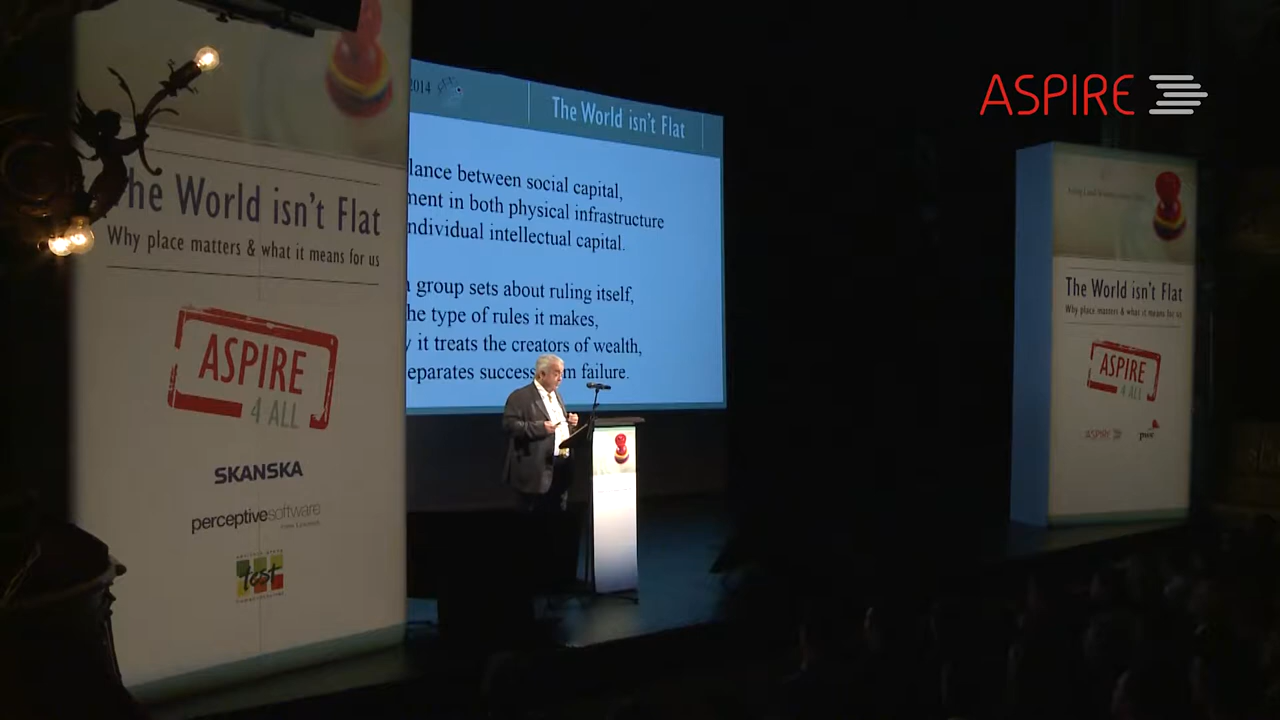 The World isn't Flat
Why place matters & what it means for us
ASPIRE
4 ALL
SKANSKA
perceptivesoftware
test
2014
The World isn't Flat
lance between social capital,
ment in both physical infrastructure
ndividual intellectual capital.
group sets about ruling itself,
he type of rules it makes,
it treats the creators of wealth,
eparates success failure.
ASPIRE
The World isn't Flat
Why place matters & what it means for us
ASPIRE
4 ALL
ASPIRE
pwc